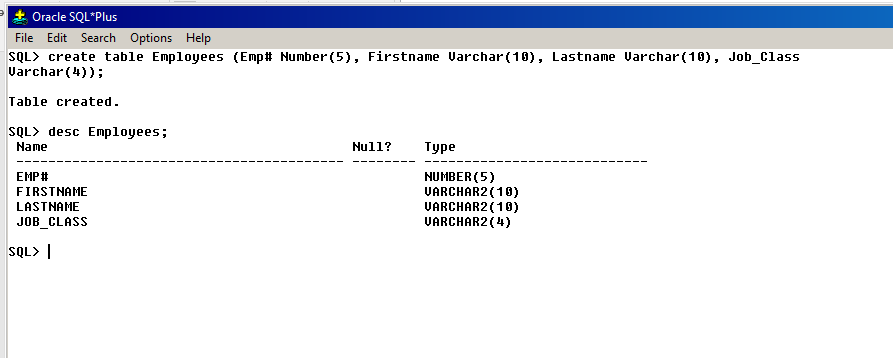 Oracle SQL*Plus
File Edit Search Options Help
SQL> create table Employees (Emp# Number(5), Firstname Varchar(10), Lastname Varchar(10), Job_Class
Varchar(4));
Table created.
SQL> desc Employees;
Name Null? Type
----------------------------------------- -------- ----------------------------
EMP# NUMBER(5)
FIRSTNAME VARCHAR2(10)
LASTNAME VARCHAR2(10)
JOB_CLASS VARCHAR2(4)
SQL>